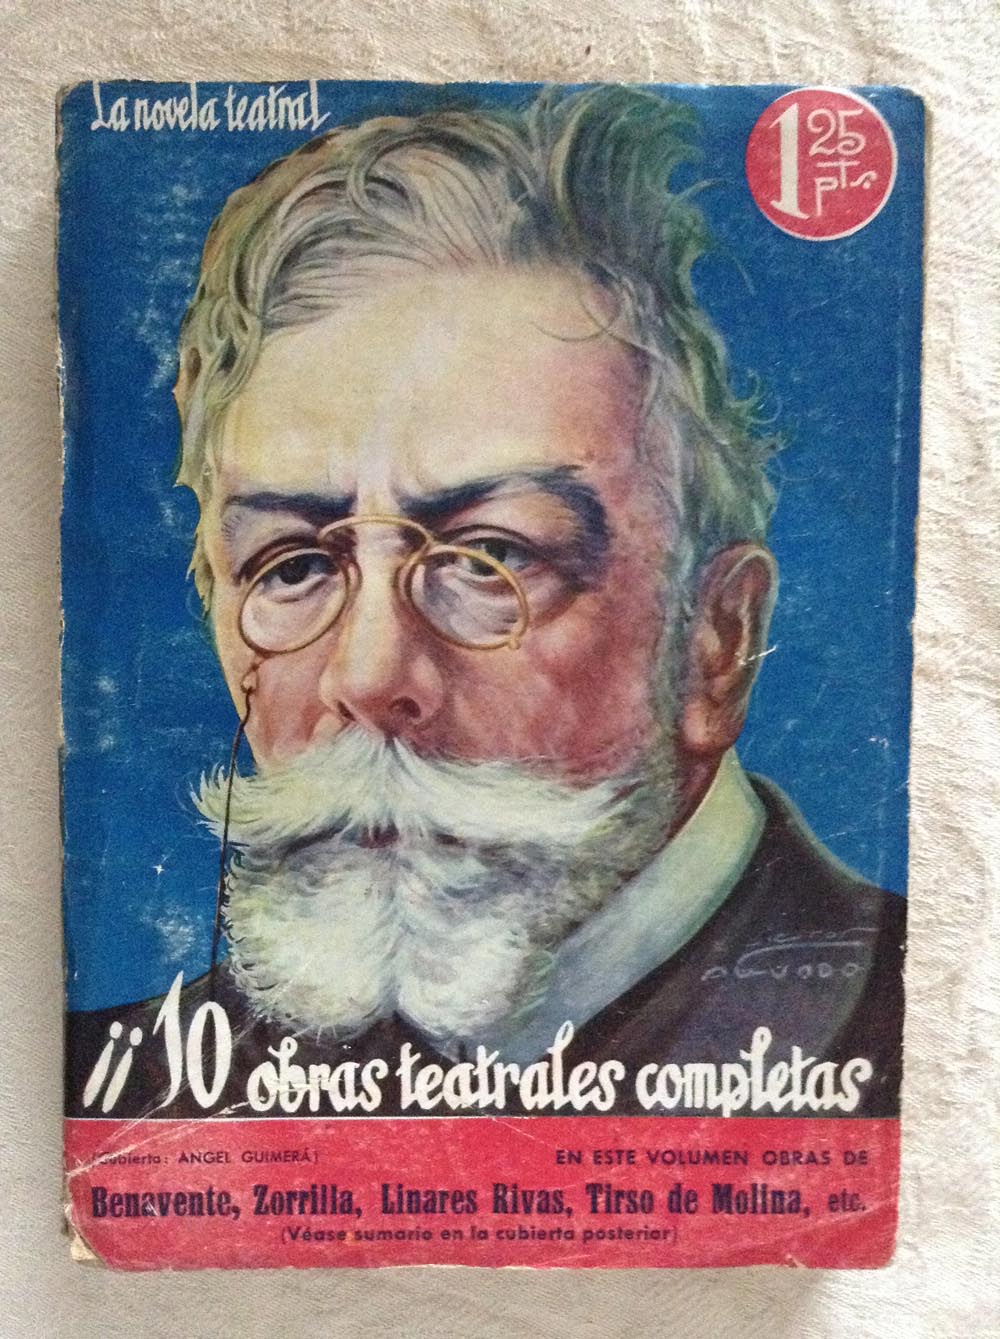 La novela teatral
1 25
pts.
¡¡10 obras teatrales completas
(Cubierta: ANGEL GUIMERÁ)
EN ESTE VOLUMEN OBRAS DE
Benavente, Zorrilla, Linares Rivas, Tirso de Molina, etc.
(Véase sumario en la cubierta posterior)